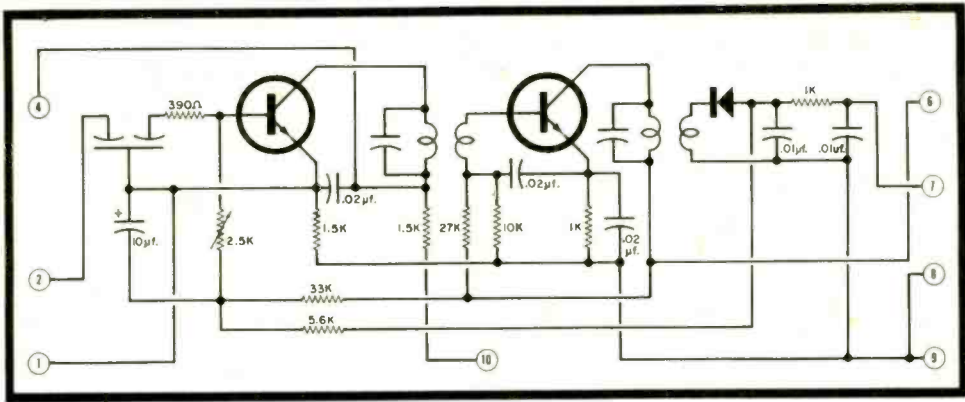 4
6
390Ω
1K
.01µf.
.01µf.
.02µf.
.02µf.
7
+
10µf.
2.5K
1.5K
1.5K
27K
10K
1K
.02
µf.
2
33K
8
5.6K
1
10
9